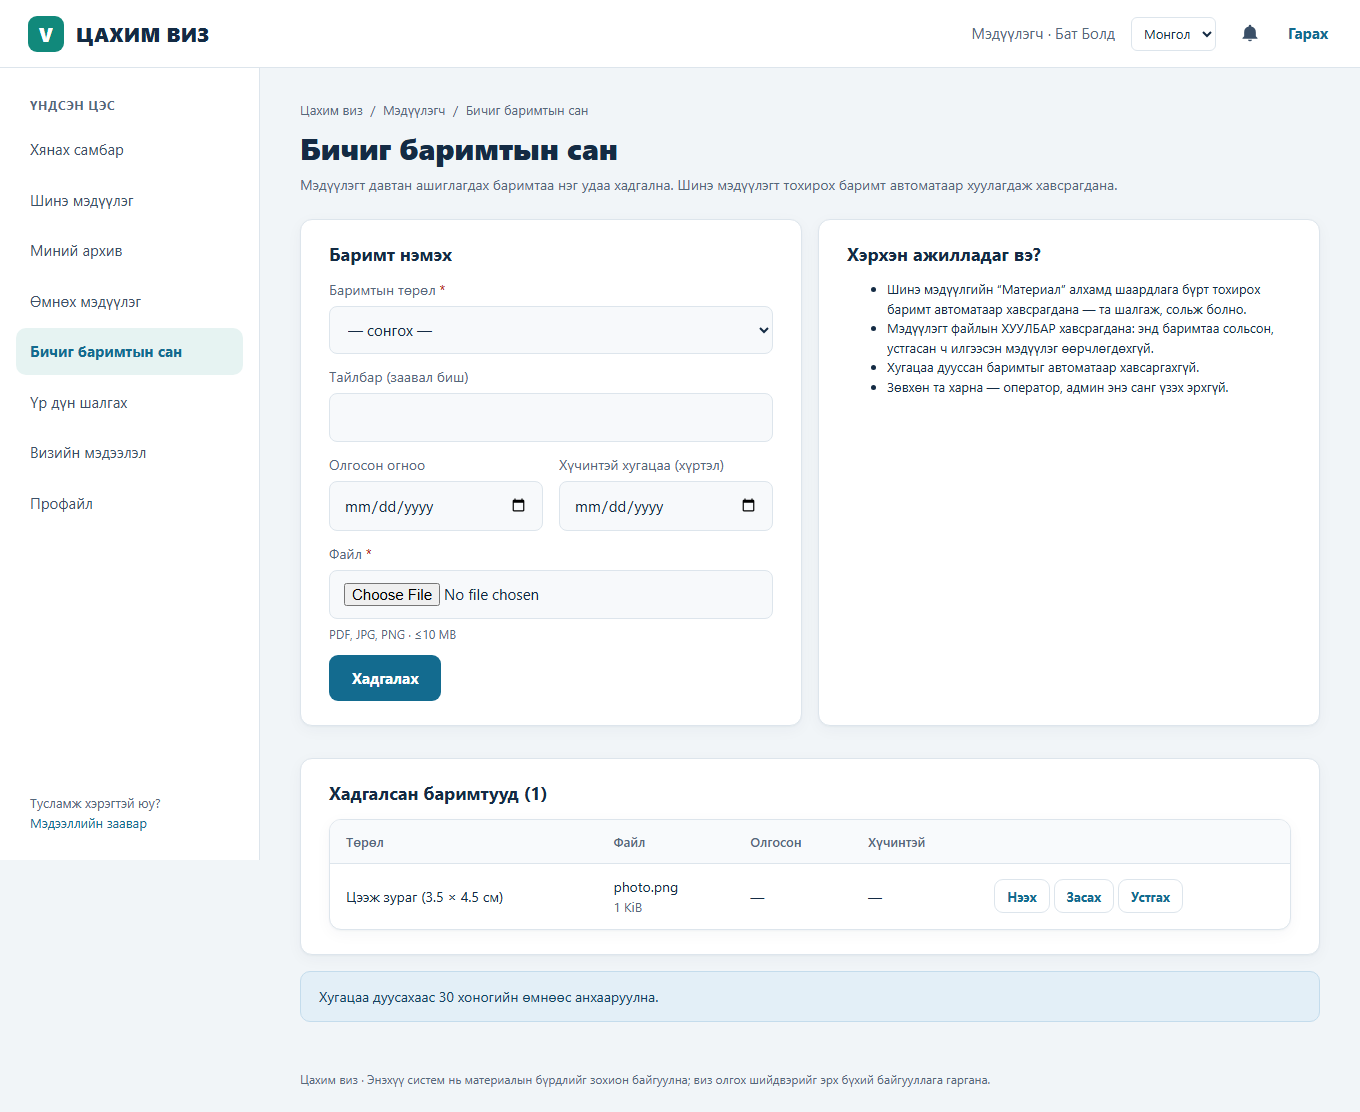 V ЦАХИМ ВИЗ
Мэдүүлэгч · Бат Болд
Монгол
Гарах
ҮНДСЭН ЦЭС
Хянах самбар
Шинэ мэдүүлэг
Миний архив
Өмнөх мэдүүлэг
Бичиг баримтын сан
Үр дүн шалгах
Визийн мэдээлэл
Профайл
Тусламж хэрэгтэй юу?
Мэдээллийн заавар
Цахим виз / Мэдүүлэгч / Бичиг баримтын сан
Бичиг баримтын сан
Мэдүүлэгт давтан ашиглагдах баримтаа нэг удаа хадгална. Шинэ мэдүүлэгт тохирох баримт автоматаар хуулагдаж хавсрагдана.
Баримт нэмэх
Баримтын төрөл *
— сонгох —
Тайлбар (заавал биш)
Олгосон огноо
Хүчинтэй хугацаа (хүртэл)
mm/dd/yyyy
mm/dd/yyyy
Файл *
Choose File No file chosen
PDF, JPG, PNG · ≤10 MB
Хадгалах
Хэрхэн ажилладаг вэ?
• Шинэ мэдүүлгийн “Материал” алхамд шаардлага бүрт тохирох
баримт автоматаар хавсрагдана — та шалгаж, сольж болно.
• Мэдүүлэгт файлын ХУУЛБАР хавсрагдана: энд баримтаа сольсон,
устгасан ч илгээсэн мэдүүлэг өөрчлөгдөхгүй.
• Хугацаа дууссан баримтыг автоматаар хавсаргахгүй.
• Зөвхөн та харна — оператор, админ энэ санг үзэх эрхгүй.
Хадгалсан баримтууд (1)
Төрөл Файл Олгосон Хүчинтэй
Цээж зураг (3.5 × 4.5 см) photo.png — — Нээх Засах Устгах
1 KiB
Хугацаа дуусахаас 30 хоногийн өмнөөс анхааруулна.
Цахим виз · Энэхүү систем нь материалын бүрдлийг зохион байгуулна; виз олгох шийдвэрийг эрх бүхий байгууллага гаргана.